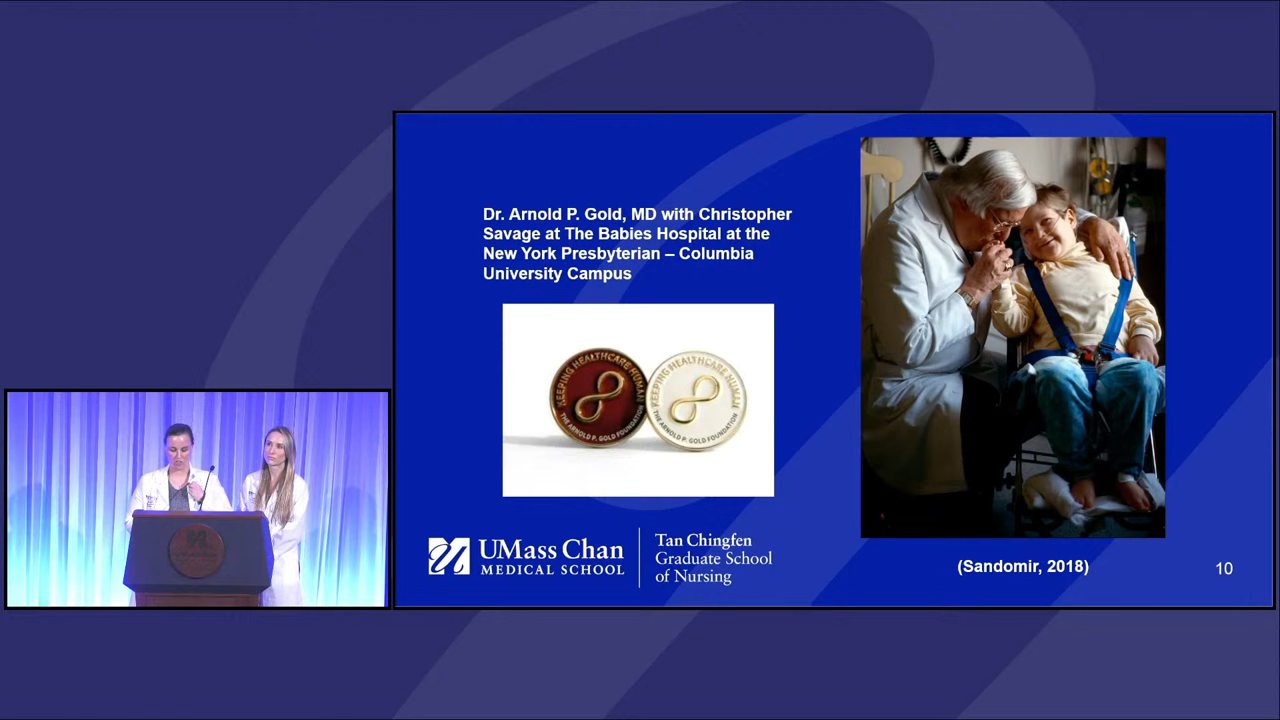 Dr. Arnold P. Gold, MD with Christopher
Savage at The Babies Hospital at the
New York Presbyterian – Columbia
University Campus
KEEPING HEALTHCARE HUMAN
THE ARNOLD P. GOLD FOUNDATION
KEEPING HEALTHCARE HUMAN
THE ARNOLD P. GOLD FOUNDATION
UMass Chan
MEDICAL SCHOOL
Tan Chingfen
Graduate School
of Nursing
(Sandomir, 2018)
10